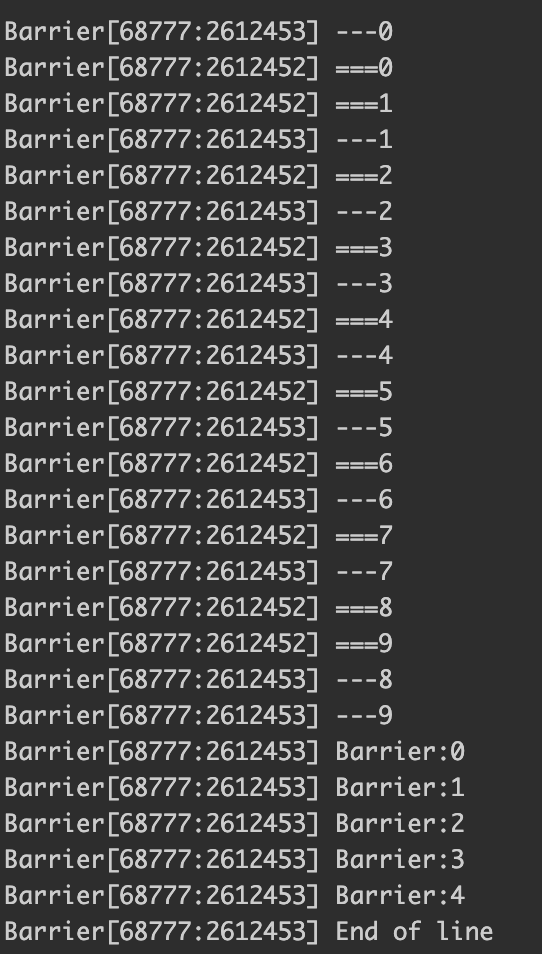 Barrier[68777:2612453] ---0
Barrier[68777:2612452] ===0
Barrier[68777:2612452] ===1
Barrier[68777:2612453] ---1
Barrier[68777:2612452] ===2
Barrier[68777:2612453] ---2
Barrier[68777:2612452] ===3
Barrier[68777:2612453] ---3
Barrier[68777:2612452] ===4
Barrier[68777:2612453] ---4
Barrier[68777:2612452] ===5
Barrier[68777:2612453] ---5
Barrier[68777:2612452] ===6
Barrier[68777:2612453] ---6
Barrier[68777:2612452] ===7
Barrier[68777:2612453] ---7
Barrier[68777:2612452] ===8
Barrier[68777:2612452] ===9
Barrier[68777:2612453] ---8
Barrier[68777:2612453] ---9
Barrier[68777:2612453] Barrier:0
Barrier[68777:2612453] Barrier:1
Barrier[68777:2612453] Barrier:2
Barrier[68777:2612453] Barrier:3
Barrier[68777:2612453] Barrier:4
Barrier[68777:2612453] End of line